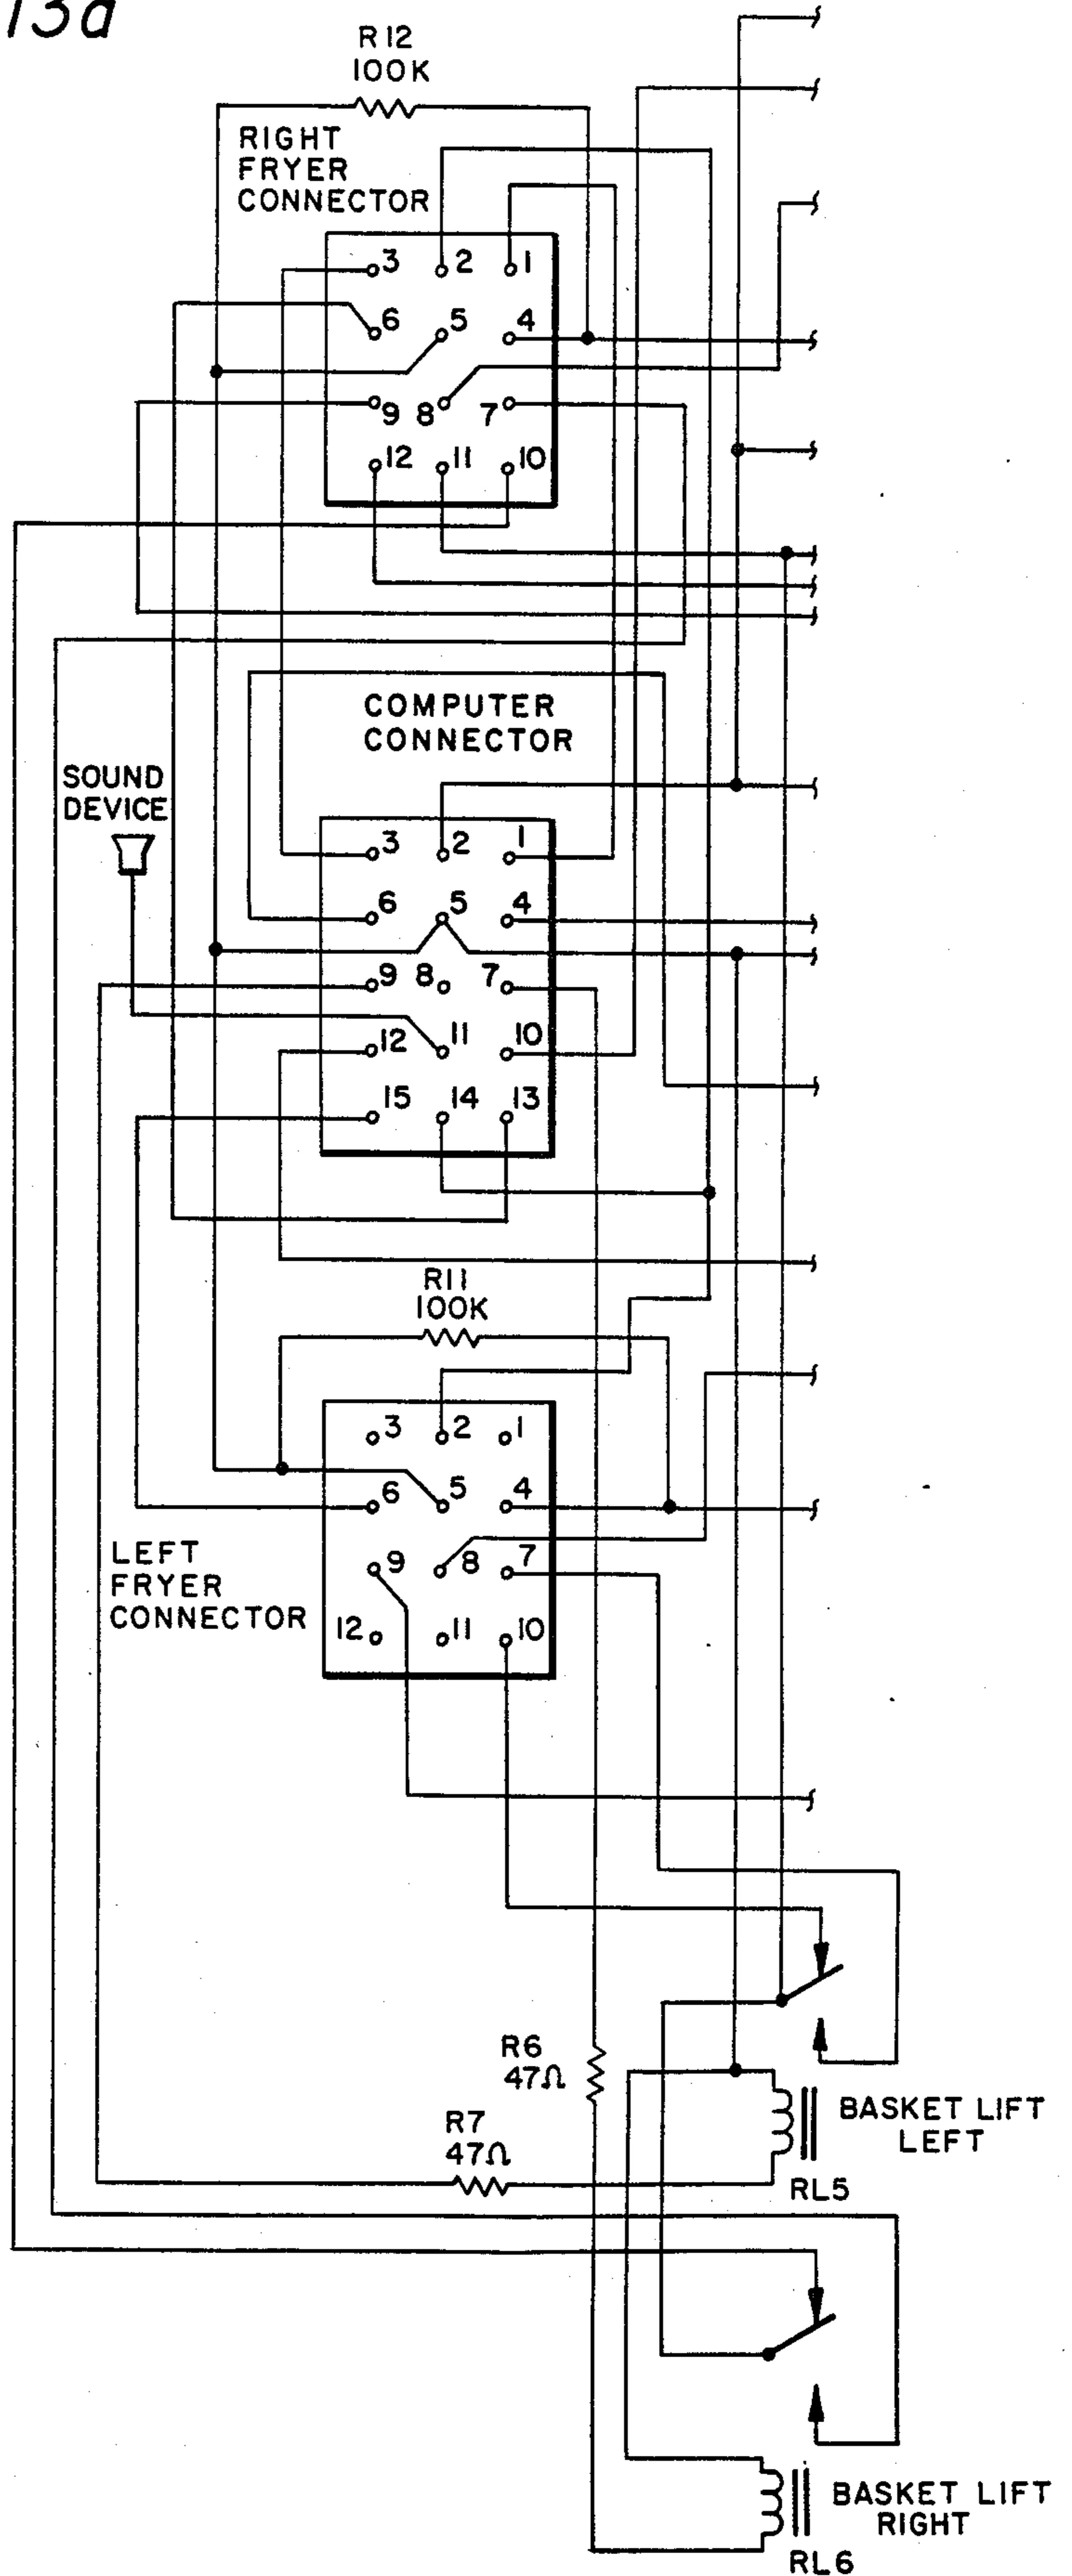 13a
R12
100K
RIGHT
FRYER
CONNECTOR
3 2 1
6 5 4
9 8 7
12 11 10
COMPUTER
CONNECTOR
SOUND
DEVICE
3 2 1
6 5 4
9 8 7
12 11 10
15 14 13
R11
100K
3 2 1
6 5 4
9 8 7
12 11 10
LEFT
FRYER
CONNECTOR
R6
47Ω
R7
47Ω
BASKET LIFT
LEFT
RL5
BASKET LIFT
RIGHT
RL6